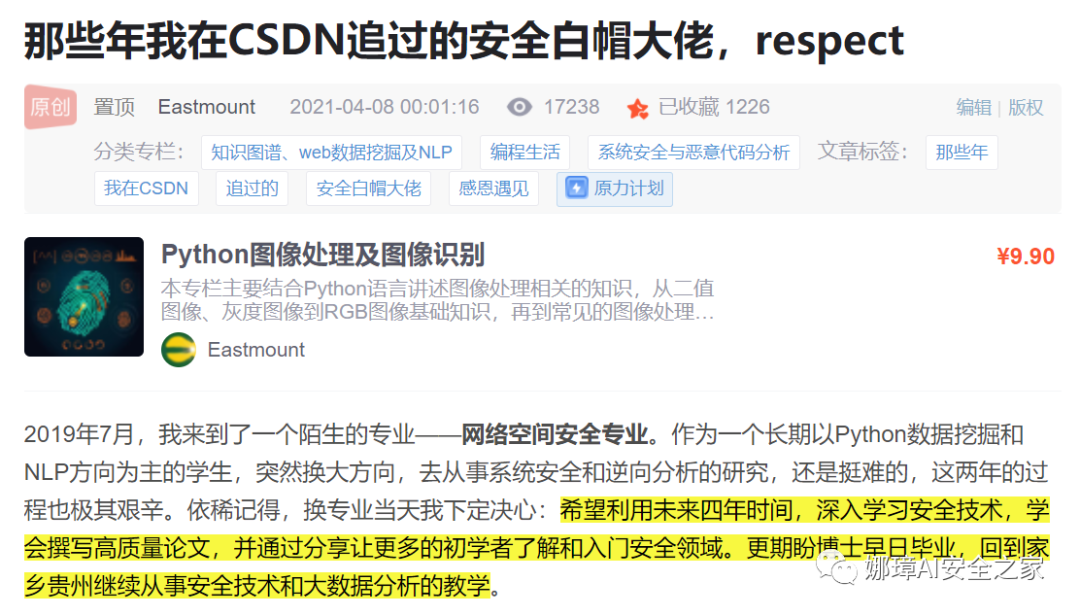 那些年我在CSDN追过的安全白帽大佬，respect
原创 置顶 Eastmount 2021-04-08 00:01:16 17238 已收藏 1226 编辑 | 版权
分类专栏： 知识图谱、web数据挖掘及NLP 编程生活 系统安全与恶意代码分析 文章标签： 那些年
我在CSDN 追过的 安全白帽大佬 感恩遇见 原力计划
Python图像处理及图像识别 ¥9.90
本专栏主要结合Python语言讲述图像处理相关的知识，从二值
图像、灰度图像到RGB图像基础知识，再到常见的图像处理...
Eastmount
2019年7月，我来到了一个陌生的专业——网络空间安全专业。作为一个长期以Python数据挖掘和
NLP方向为主的学生，突然换大方向，去从事系统安全和逆向分析的研究，还是挺难的，这两年的过
程也极其艰辛。依稀记得，换专业当天我下定决心：希望利用未来四年时间，深入学习安全技术，学
会撰写高质量论文，并通过分享让更多的初学者了解和入门安全领域。更期盼博士早日毕业，回到家
乡贵州继续从事安全技术和大数据分析的教学。
娜璋AI安全之家